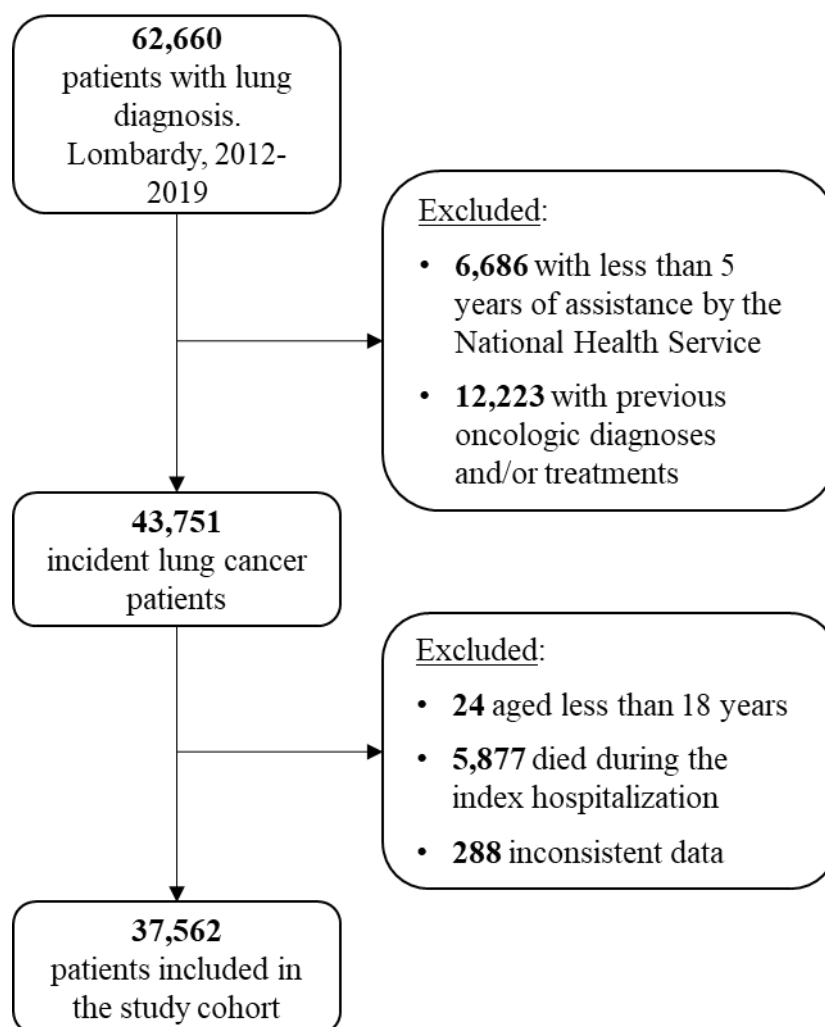 62,660
patients with lung
diagnosis.
Lombardy, 2012-
2019
Excluded:
• 6,686 with less than 5
years of assistance by the
National Health Service
• 12,223 with previous
oncologic diagnoses
and/or treatments
43,751
incident lung cancer
patients
Excluded:
• 24 aged less than 18 years
• 5,877 died during the
index hospitalization
• 288 inconsistent data
37,562
patients included in
the study cohort